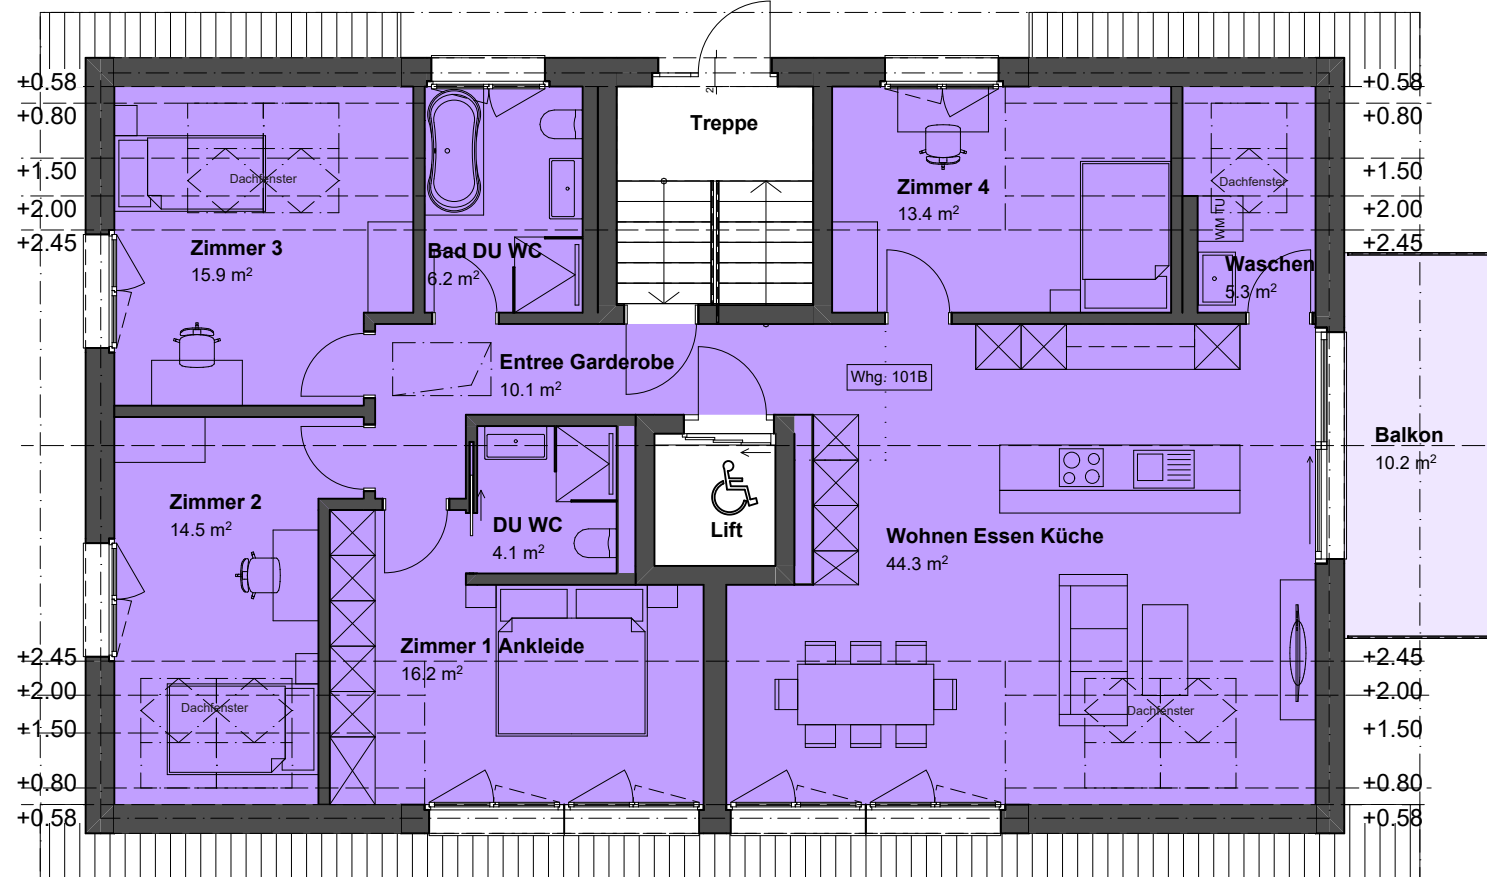 +0.58
+0.80
+1.50
+2.00
+2.45
+0.58
+0.80
+1.50
+2.00
+2.45
Treppe
2
Dachfenster
Zimmer 3
15.9 m²
Bad DU WC
6.2 m²
Zimmer 4
13.4 m²
Dachfenster
WM TU
Waschen
5.3 m²
Entree Garderobe
10.1 m²
Whg. 101B
Balkon
10.2 m²
Zimmer 2
14.5 m²
DU WC
4.1 m²
Lift
Wohnen Essen Küche
44.3 m²
Zimmer 1 Ankleide
16.2 m²
Dachfenster
Dachfenster
+2.45
+2.00
+1.50
+0.80
+0.58
+2.45
+2.00
+1.50
+0.80
+0.58